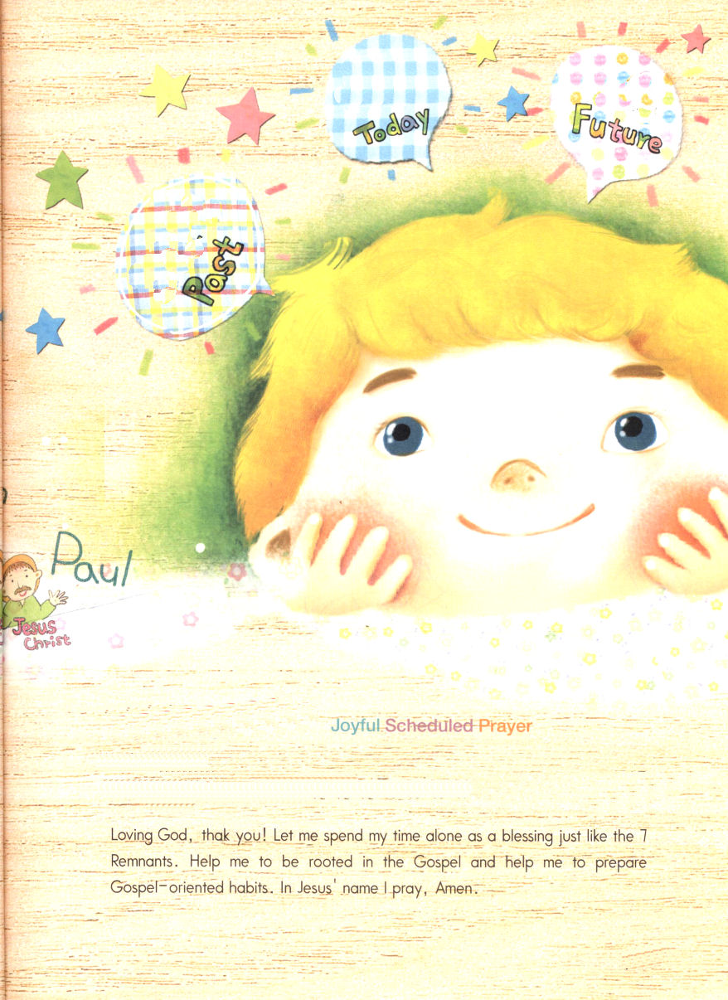 Today
Future
Past
Paul
Jesus
Christ
Joyful Scheduled Prayer
Loving God, thak you! Let me spend my time alone as a blessing just like the 7
Remnants. Help me to be rooted in the Gospel and help me to prepare
Gospel-oriented habits. In Jesus' name I pray, Amen.